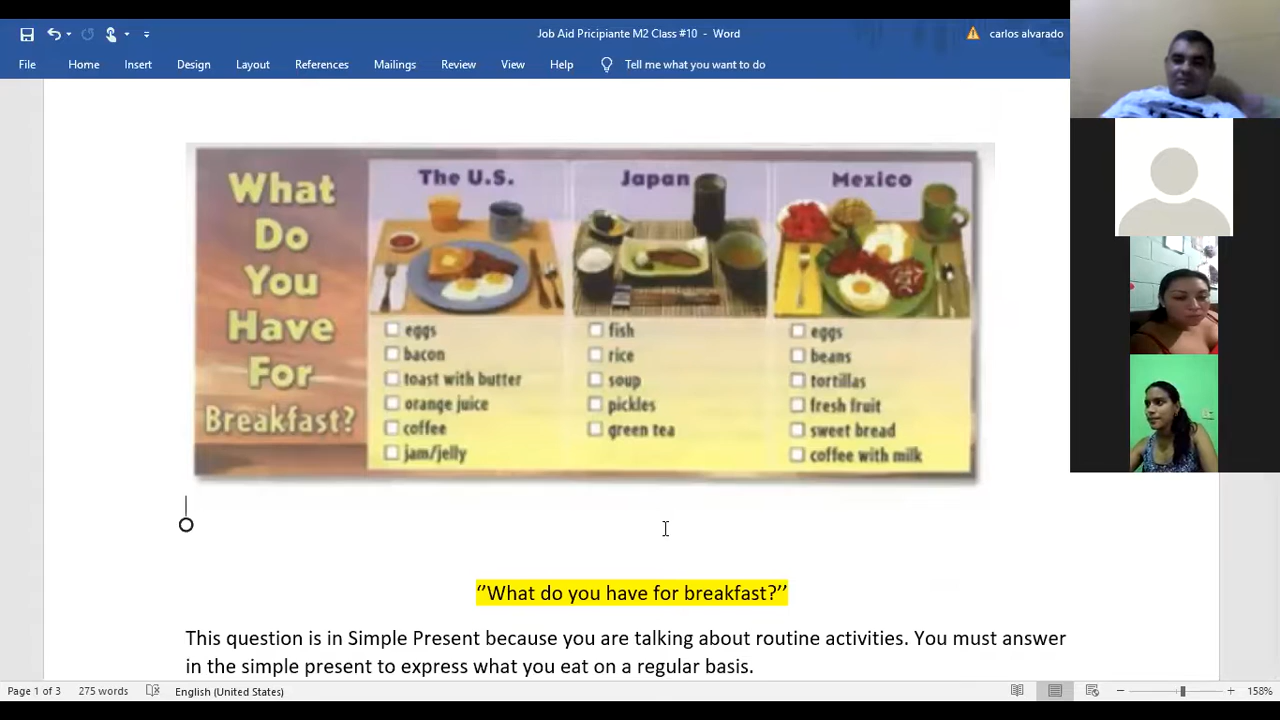 Job Aid Pricipiante M2 Class #10 - Word
carlos alvarado
File Home Insert Design Layout References Mailings Review View Help Tell me what you want to do
What
Do
You
Have
For
Breakfast?
The U.S.
eggs
bacon
toast with butter
orange juice
coffee
jam/jelly
Japan
fish
rice
soup
pickles
green tea
Mexico
eggs
beans
tortillas
fresh fruit
sweet bread
coffee with milk
‘’What do you have for breakfast?’’
This question is in Simple Present because you are talking about routine activities. You must answer
in the simple present to express what you eat on a regular basis.
Page 1 of 3 275 words English (United States) 158%